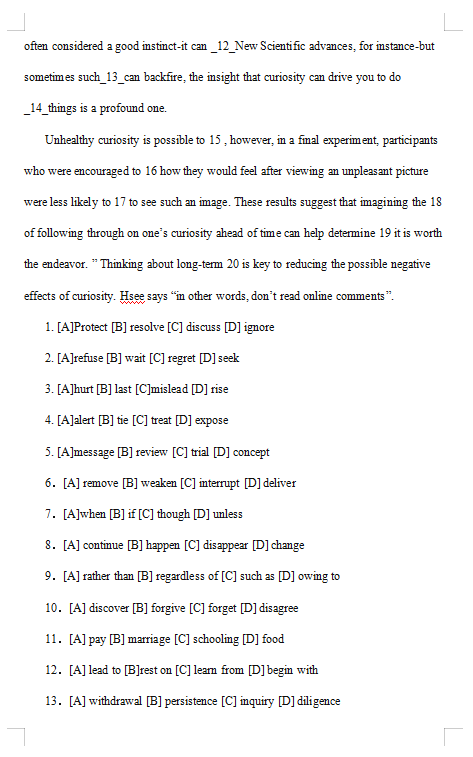 often considered a good instinct-it can _12_New Scientific advances, for instance-but
sometimes such_13_can backfire, the insight that curiosity can drive you to do
_14_things is a profound one.
Unhealthy curiosity is possible to 15 , however, in a final experiment, participants
who were encouraged to 16 how they would feel after viewing an unpleasant picture
were less likely to 17 to see such an image. These results suggest that imagining the 18
of following through on one's curiosity ahead of time can help determine 19 it is worth
the endeavor. ” Thinking about long-term 20 is key to reducing the possible negative
effects of curiosity. Hsee says “in other words, don't read online comments”.
1. [A]Protect [B] resolve [C] discuss [D] ignore
2. [A]refuse [B] wait [C] regret [D] seek
3. [A]hurt [B] last [C]mislead [D] rise
4. [A]alert [B] tie [C] treat [D] expose
5. [A]message [B] review [C] trial [D] concept
6. [A] remove [B] weaken [C] interrupt [D] deliver
7. [A]when [B] if [C] though [D] unless
8. [A] continue [B] happen [C] disappear [D] change
9. [A] rather than [B] regardless of [C] such as [D] owing to
10. [A] discover [B] forgive [C] forget [D] disagree
11. [A] pay [B] marriage [C] schooling [D] food
12. [A] lead to [B]rest on [C] learn from [D] begin with
13. [A] withdrawal [B] persistence [C] inquiry [D] diligence